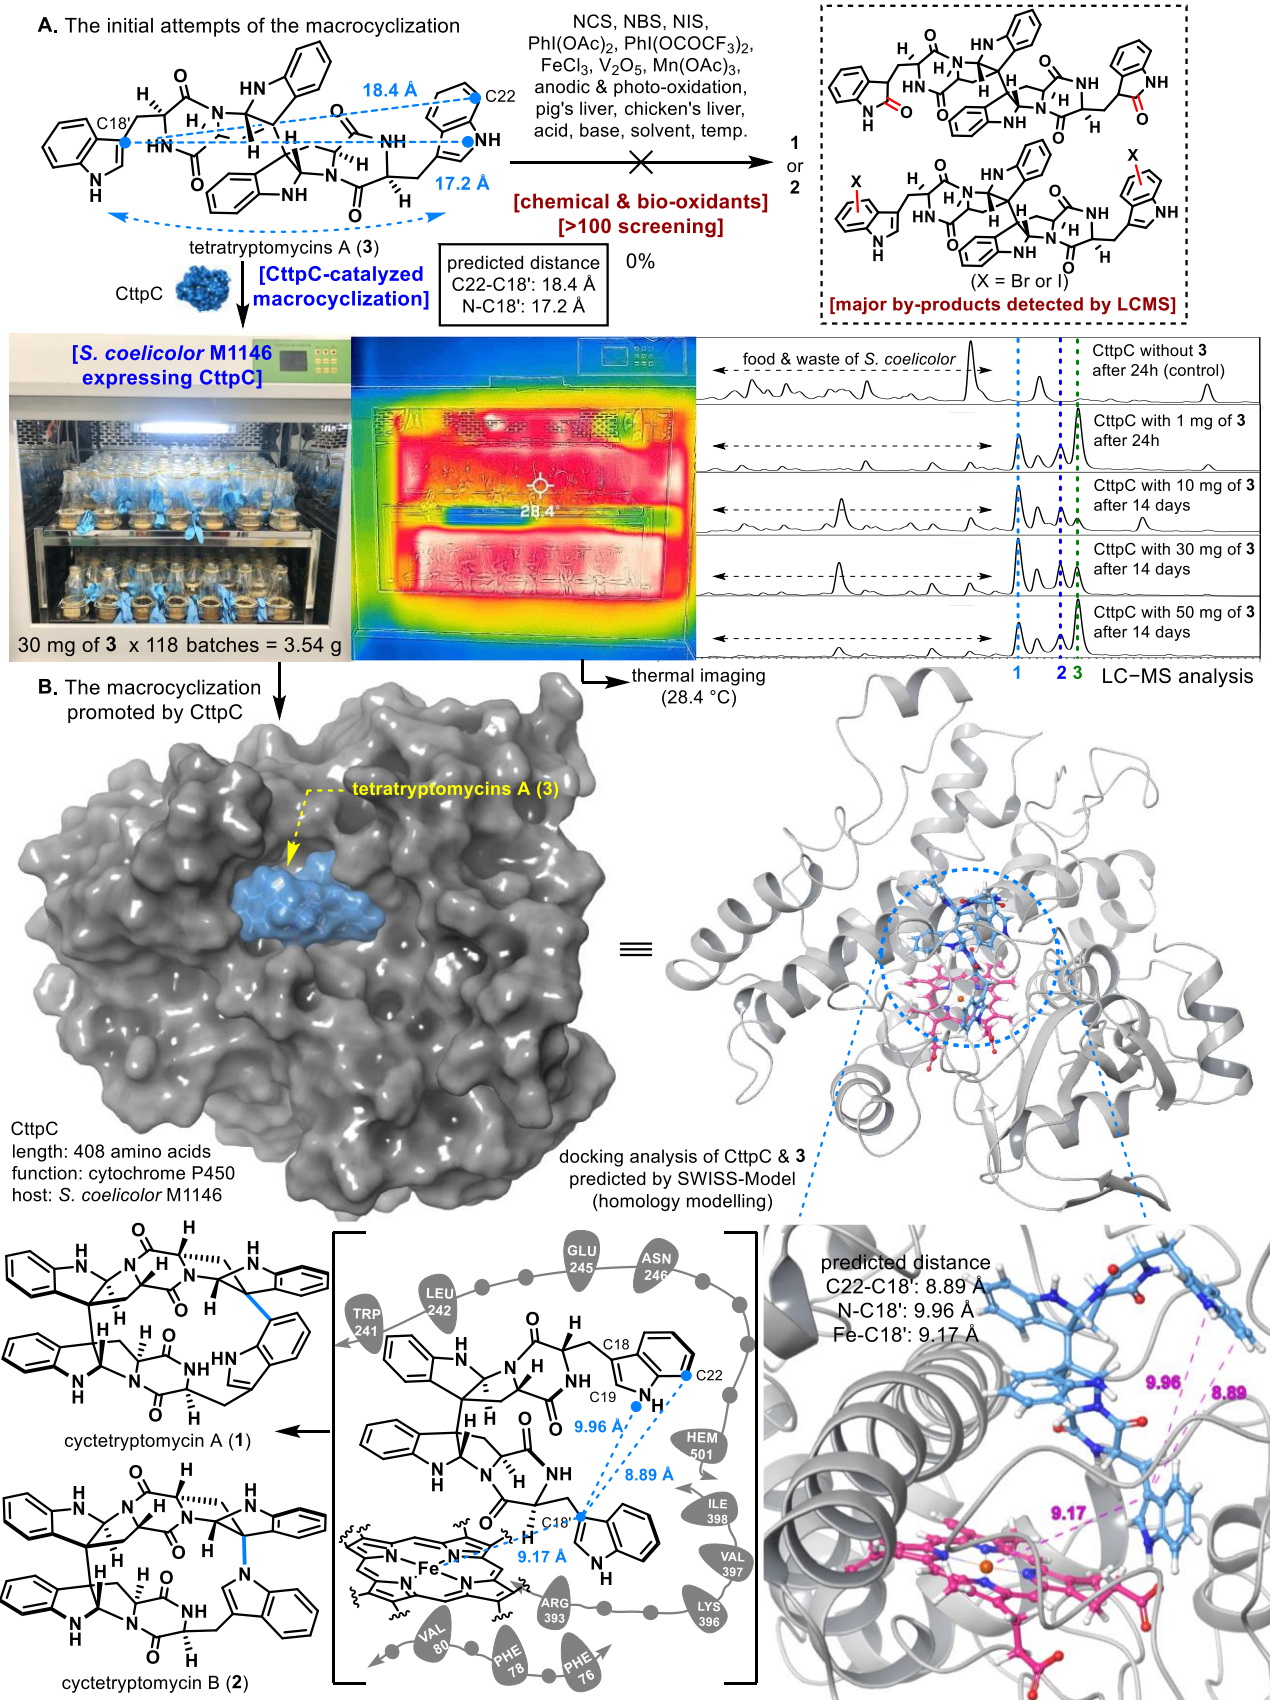 A. The initial attempts of the macrocyclization
NCS, NBS, NIS,
PhI(OAc)2, PhI(OCOCF3)2,
FeCl3, V2O5, Mn(OAc)3,
anodic & photo-oxidation,
pig's liver, chicken's liver,
acid, base, solvent, temp.
[chemical & bio-oxidants]
[>100 screening]
0%
1
or
2
18.4 Å
C22
C18'
17.2 Å
tetratryptomycins A (3)
CttpC
[CttpC-catalyzed
macrocyclization]
predicted distance
C22-C18': 18.4 Å
N-C18': 17.2 Å
X
X
(X = Br or I)
[major by-products detected by LCMS]
[S. coelicolor M1146
expressing CttpC]
30 mg of 3 x 118 batches = 3.54 g
28.4°
thermal imaging
(28.4 °C)
food & waste of S. coelicolor
CttpC without 3
after 24h (control)
CttpC with 1 mg of 3
after 24h
CttpC with 10 mg of 3
after 14 days
CttpC with 30 mg of 3
after 14 days
CttpC with 50 mg of 3
after 14 days
1 2 3 LC−MS analysis
B. The macrocyclization
promoted by CttpC
tetratryptomycins A (3)
CttpC
length: 408 amino acids
function: cytochrome P450
host: S. coelicolor M1146
docking analysis of CttpC & 3
predicted by SWISS-Model
(homology modelling)
cyctetryptomycin A (1)
cyctetryptomycin B (2)
TRP
241
LEU
242
GLU
245
ASN
246
C18
C22
C19
9.96 Å
8.89 Å
HEM
501
ILE
398
VAL
397
LYS
396
C18'
9.17 Å
Fe
ARG
393
VAL
80
PHE
78
PHE
76
predicted distance
C22-C18': 8.89 Å
N-C18': 9.96 Å
Fe-C18': 9.17 Å
9.96
8.89
9.17